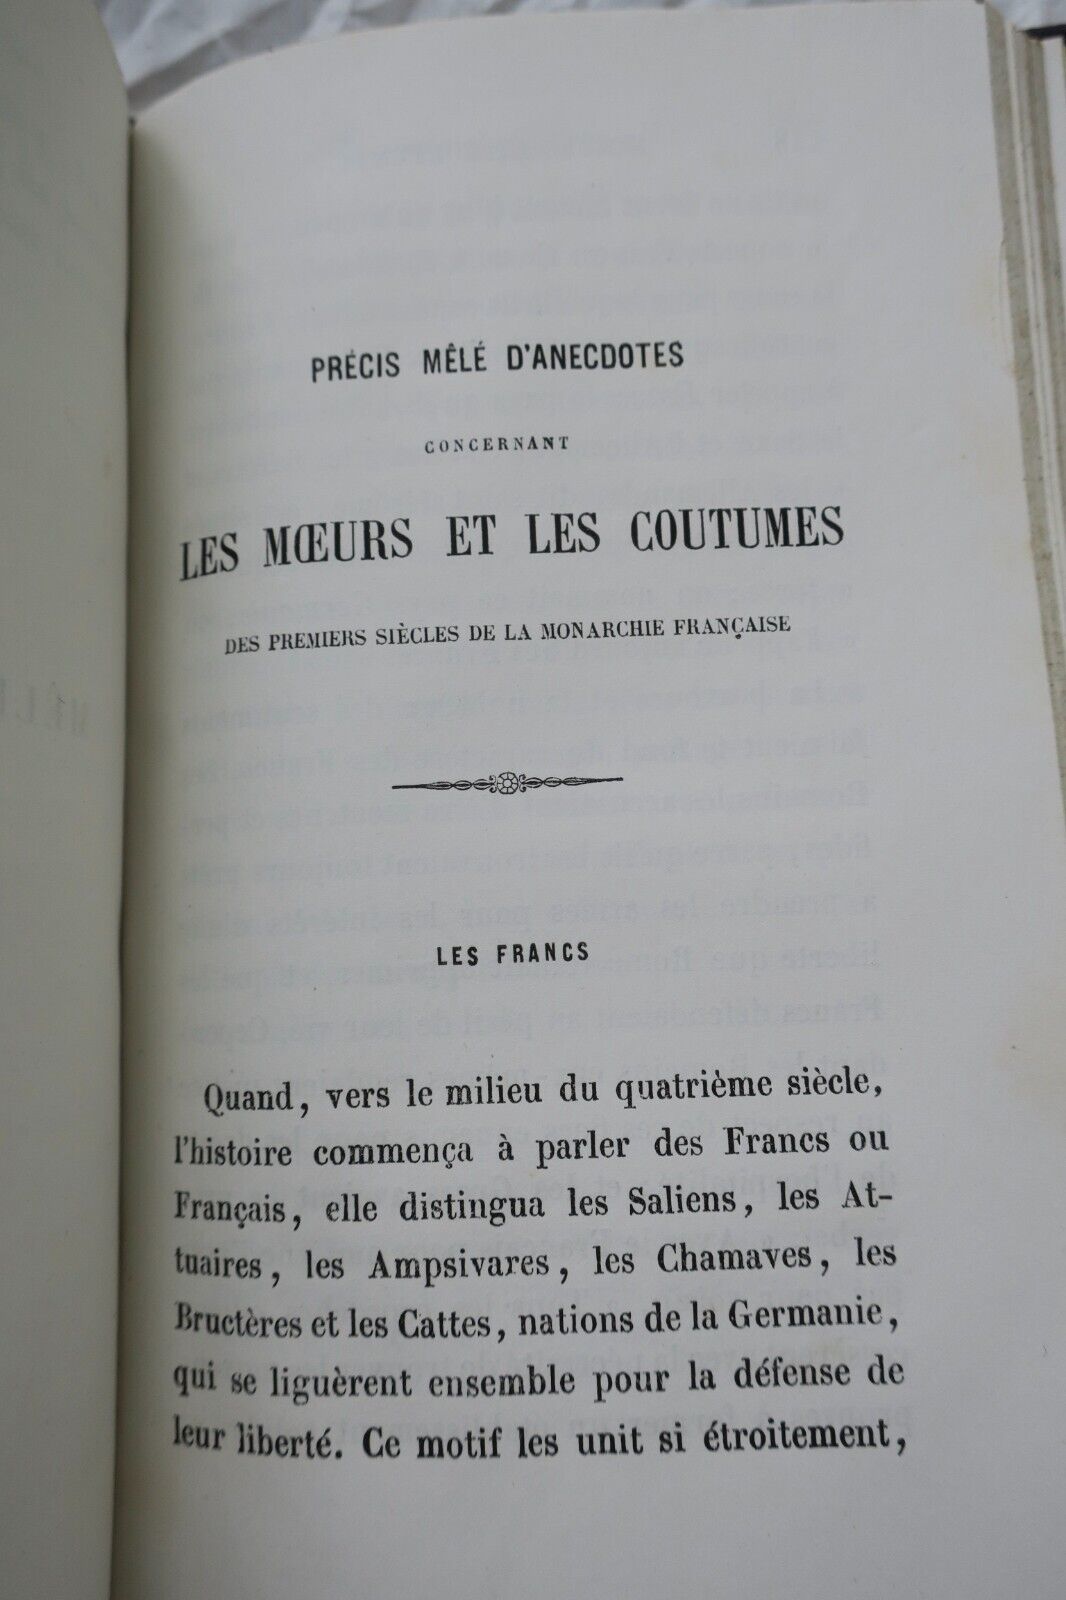 PRÉCIS MÊLÉ D'ANECDOTES
CONCERNANT
LES MŒURS ET LES COUTUMES
DES PREMIERS SIÈCLES DE LA MONARCHIE FRANÇAISE
LES FRANCS
Quand, vers le milieu du quatrième siècle,
l'histoire commença à parler des Francs ou
Français, elle distingua les Saliens, les At-
tuaires, les Ampsivares, les Chamaves, les
Bructères et les Cattes, nations de la Germanie,
qui se liguèrent ensemble pour la défense de
leur liberté. Ce motif les unit si étroitement,